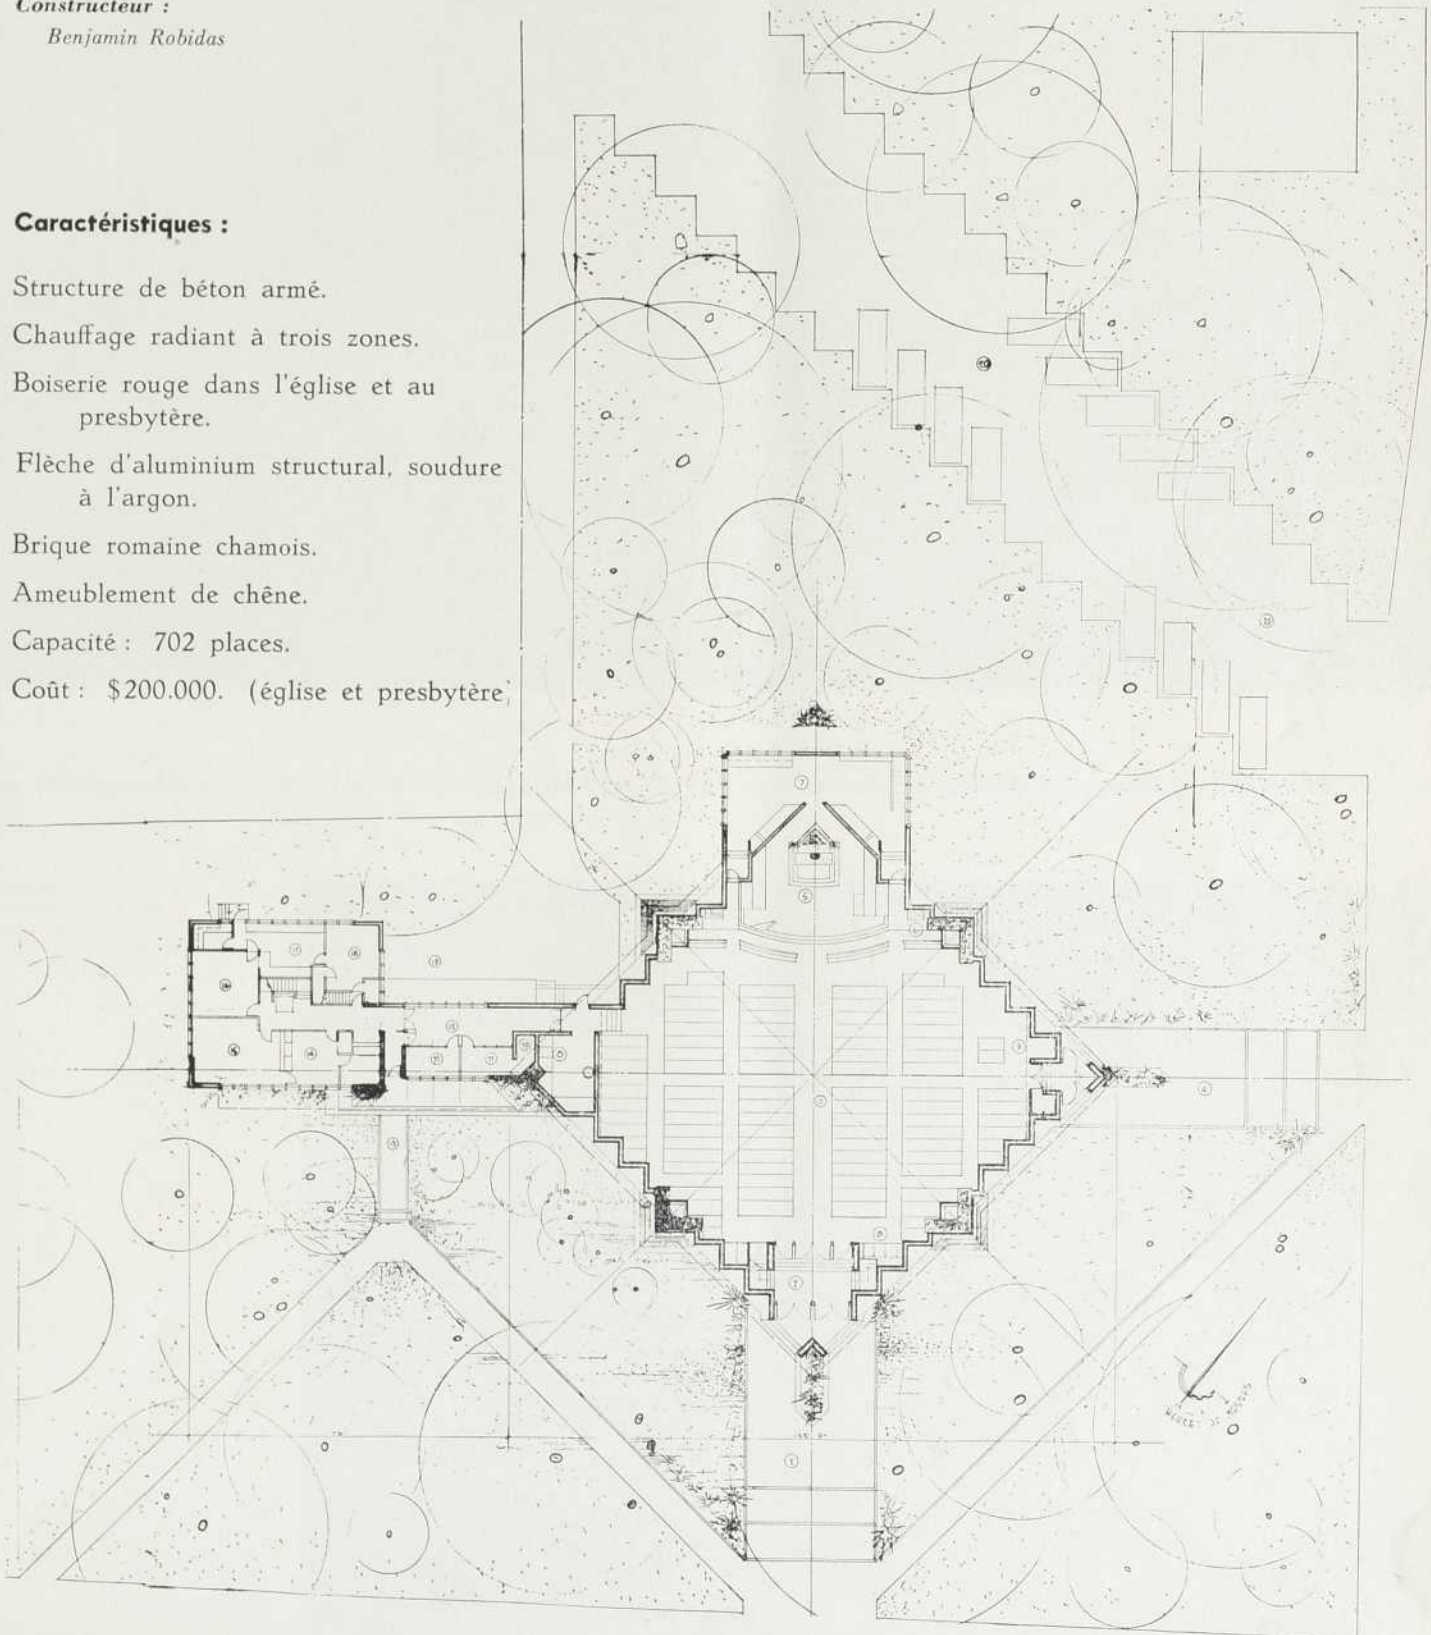 Constructeur :
Benjamin Robidas
Caractéristiques :
Structure de béton armé.
Chauffage radiant à trois zones.
Boiserie rouge dans l'église et au
presbytère.
Flèche d'aluminium structural, soudure
à l'argon.
Brique romaine chamois.
Ameublement de chêne.
Capacité : 702 places.
Coût : $200.000. (église et presbytère)